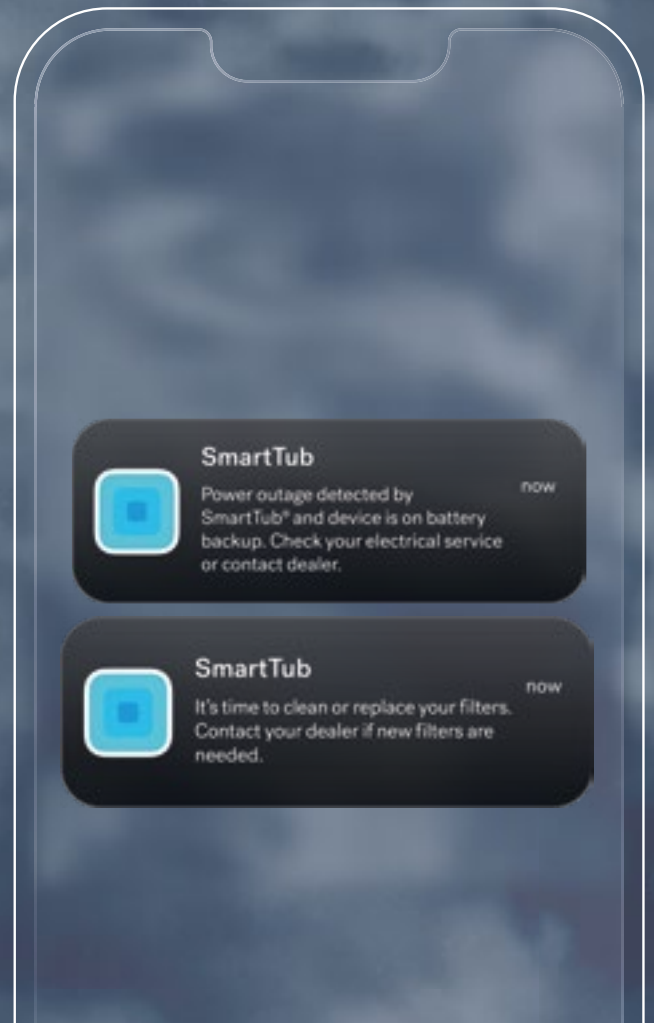 SmartTub
now
Power outage detected by
SmartTub® and device is on battery
backup. Check your electrical service
or contact dealer.
SmartTub
now
It's time to clean or replace your filters.
Contact your dealer if new filters are
needed.